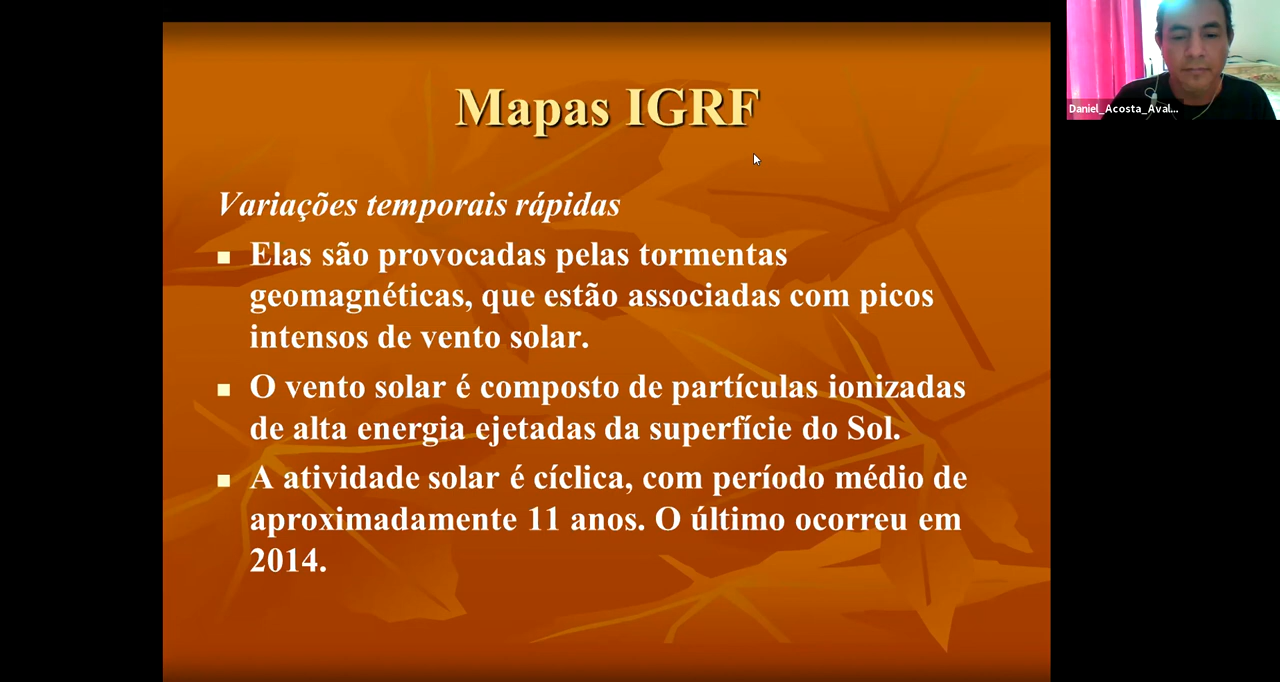 Mapas IGRF
Daniel_Acosta_Aval...
Variações temporais rápidas
Elas são provocadas pelas tormentas
geomagnéticas, que estão associadas com picos
intensos de vento solar.
O vento solar é composto de partículas ionizadas
de alta energia ejetadas da superfície do Sol.
A atividade solar é cíclica, com período médio de
aproximadamente 11 anos. O último ocorreu em
2014.